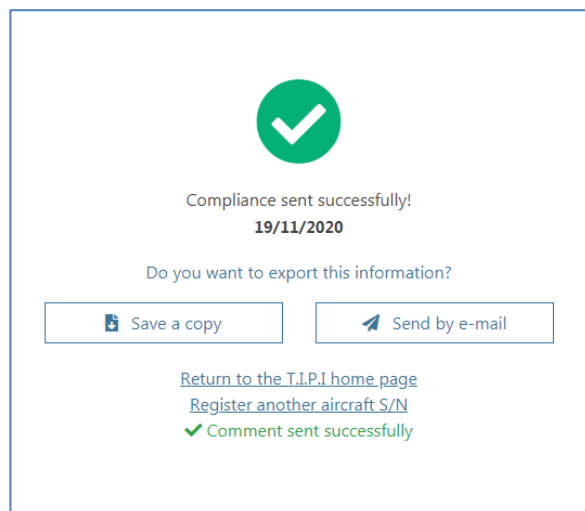 Compliance sent successfully!
19/11/2020
Do you want to export this information?
Save a copy
Send by e-mail
Return to the T.I.P.I home page
Register another aircraft S/N
Comment sent successfully